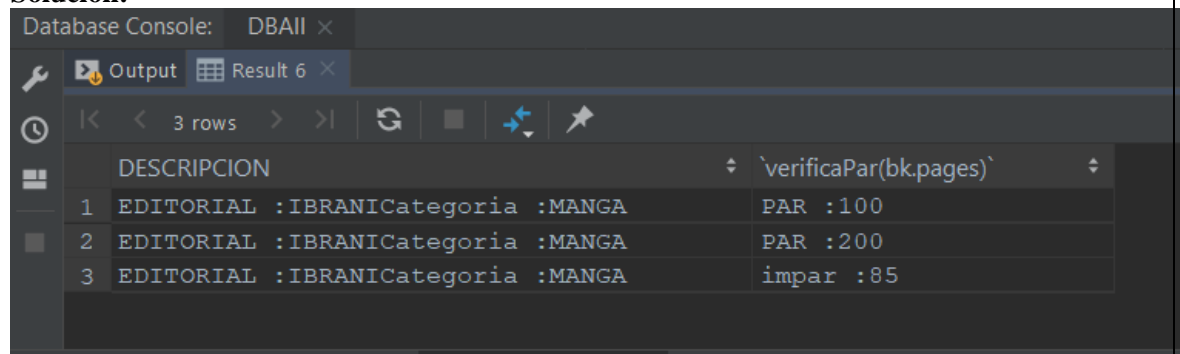 Solución:
Database Console: DBAII ×
Output Result 6 ×
|< < 3 rows > >|
DESCRIPCION `verificaPar(bk.pages)`
1 EDITORIAL :IBRANICategoria :MANGA PAR :100
2 EDITORIAL :IBRANICategoria :MANGA PAR :200
3 EDITORIAL :IBRANICategoria :MANGA impar :85